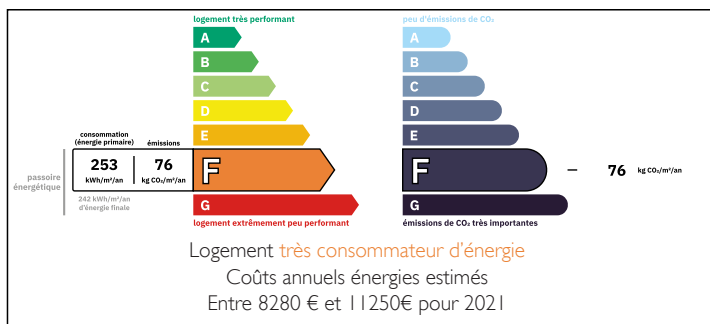 logement très performant
A
B
C
D
E
consommation
(énergie primaire)
émissions
253
kWh/m²/an
76
kg CO₂/m²/an
F
passoire
énergétique
242 kWh/m²/an
d'énergie finale
G
logement extrêmement peu performant
peu d'émissions de CO₂
A
B
C
D
E
F
76 kg CO₂/m²/an
G
émissions de CO₂ très importantes
Logement très consommateur d'énergie
Coûts annuels énergies estimés
Entre 8280 € et 11250€ pour 2021